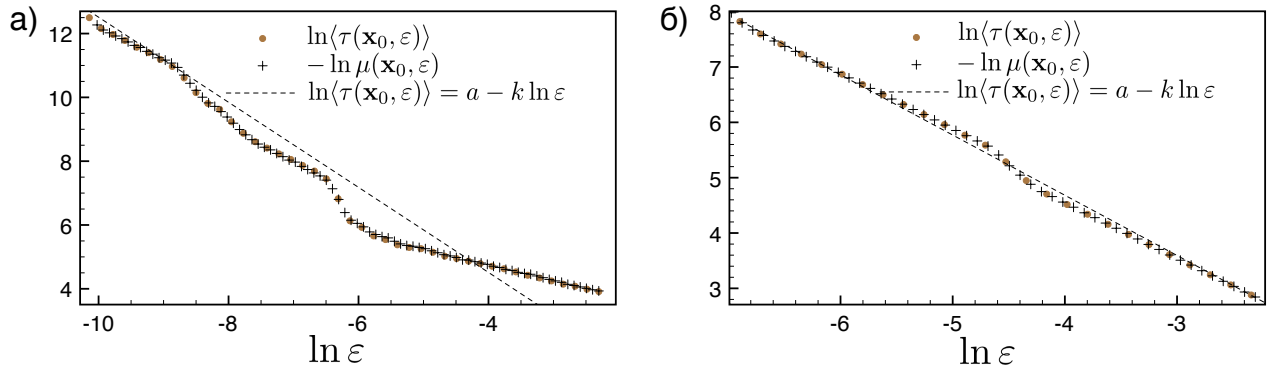 а)
12
10
8
6
4
-10
-8
-6
-4
ln ε
ln⟨τ(x₀, ε)⟩
− ln μ(x₀, ε)
ln⟨τ(x₀, ε)⟩ = a − k ln ε
б)
8
7
6
5
4
3
-6
-5
-4
-3
ln ε
ln⟨τ(x₀, ε)⟩
− ln μ(x₀, ε)
ln⟨τ(x₀, ε)⟩ = a − k ln ε